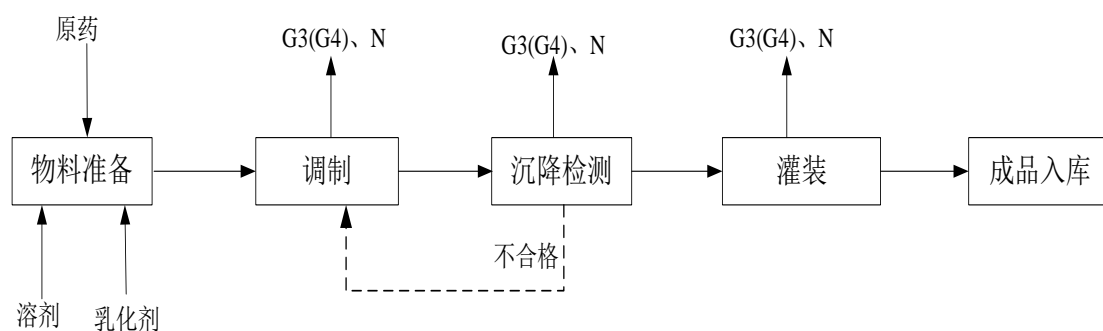 原药
G3(G4)、N
G3(G4)、N
G3(G4)、N
物料准备
调制
沉降检测
灌装
成品入库
不合格
溶剂
乳化剂